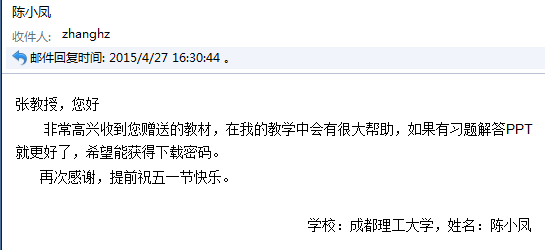 陈小凤
收件人: zhanghz
邮件回复时间: 2015/4/27 16:30:44 。
张教授，您好
非常高兴收到您赠送的教材，在我的教学中会有很大帮助，如果有习题解答PPT
就更好了，希望能获得下载密码。
再次感谢，提前祝五一节快乐。
学校：成都理工大学，姓名：陈小凤